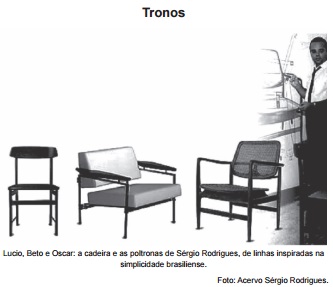 Tronos
Lucio, Beto e Oscar: a cadeira e as poltronas de Sérgio Rodrigues, de linhas inspiradas na
simplicidade brasiliense.
Foto: Acervo Sérgio Rodrigues.